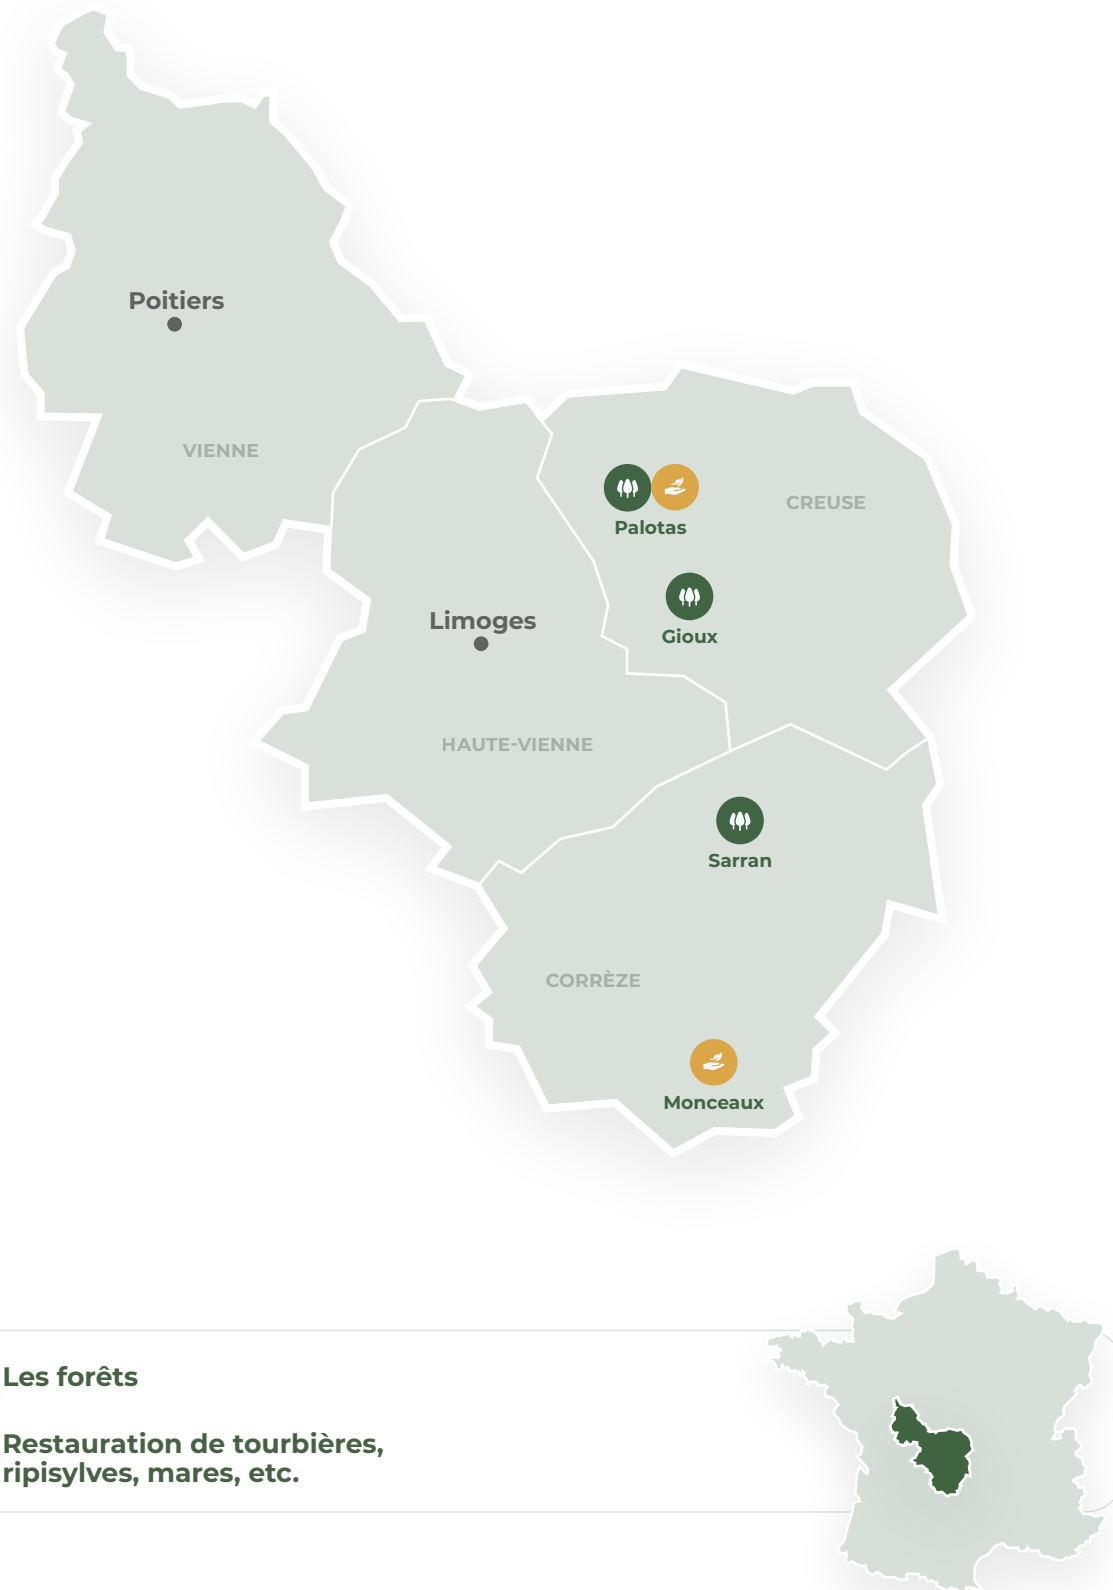 Poitiers
VIENNE
CREUSE
Palotas
Limoges
Gioux
HAUTE-VIENNE
Sarran
CORRÈZE
Monceaux
Les forêts
Restauration de tourbières,
ripisylves, mares, etc.